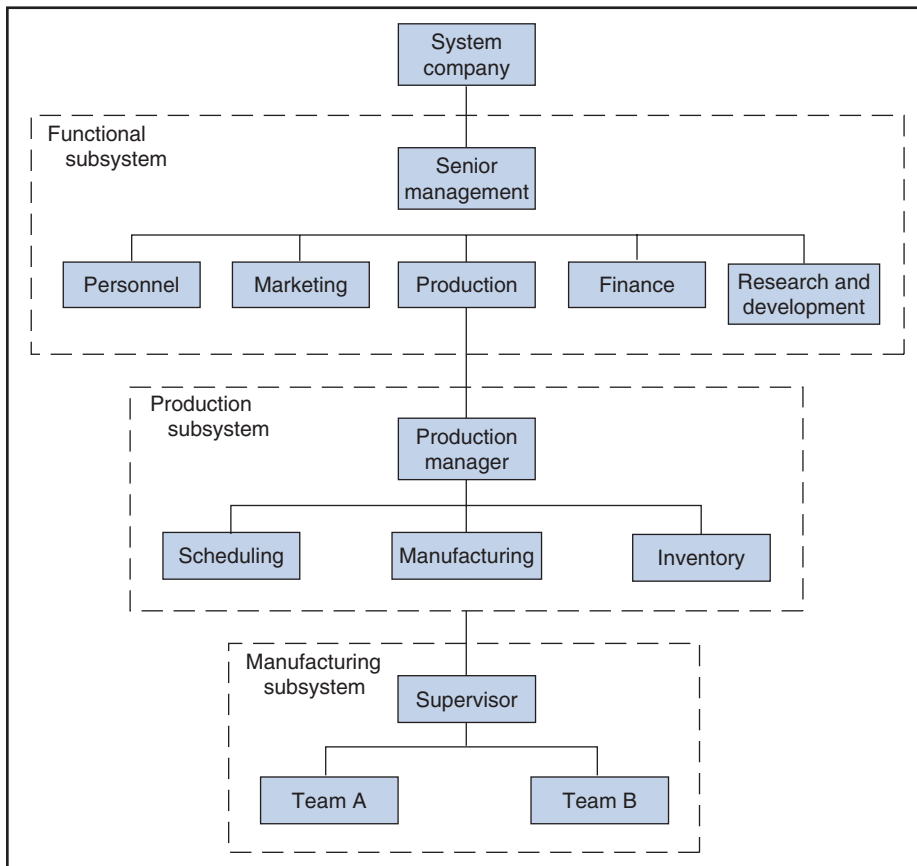 System
company
Functional
subsystem
Senior
management
Personnel
Marketing
Production
Finance
Research and
development
Production
subsystem
Production
manager
Scheduling
Manufacturing
Inventory
Manufacturing
subsystem
Supervisor
Team A
Team B